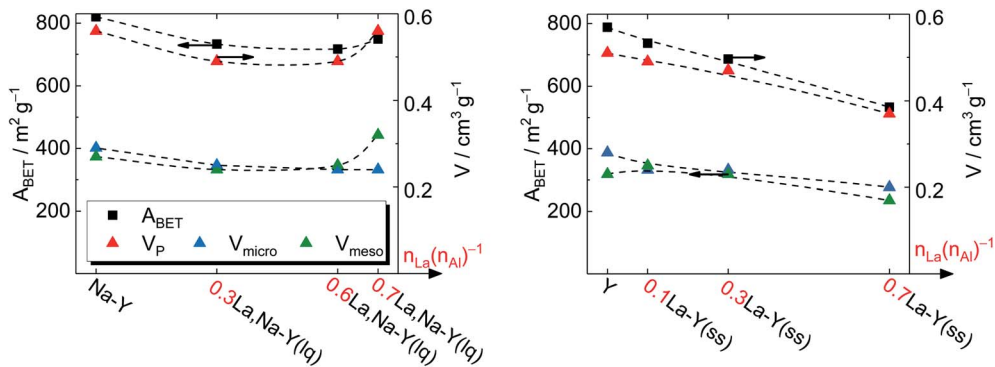 800
600
400
200
A_BET / m² g⁻¹
0.6
0.4
0.2
V / cm³ g⁻¹
A_BET
V_P V_micro V_meso
n_La(n_Al)⁻¹
Na-Y
0.3La,Na-Y(lq)
0.6La,Na-Y(lq)
0.7La,Na-Y(lq)
800
600
400
200
A_BET / m² g⁻¹
0.6
0.4
0.2
V / cm³ g⁻¹
n_La(n_Al)⁻¹
Y
0.1La-Y(ss)
0.3La-Y(ss)
0.7La-Y(ss)